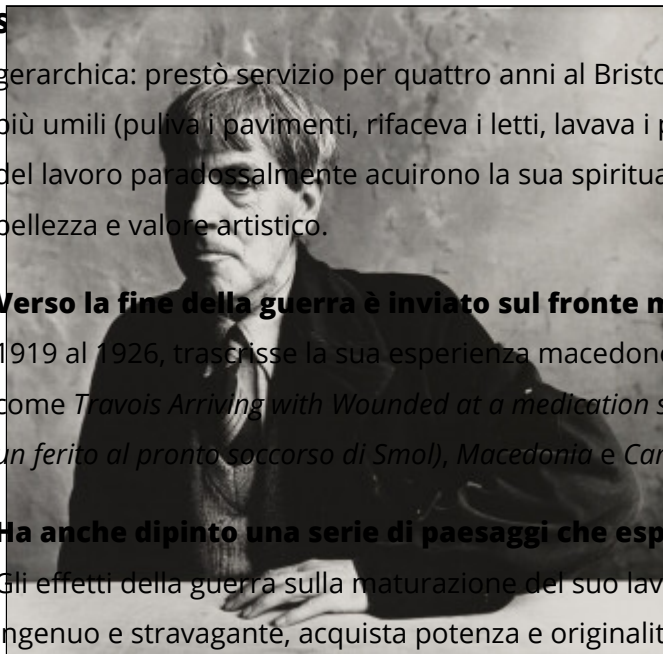 s
gerarchica: prestò servizio per quattro anni al Bristo
più umili (puliva i pavimenti, rifaceva i letti, lavava i p
del lavoro paradossalmente acuirono la sua spiritua
bellezza e valore artistico.
Verso la fine della guerra è inviato sul fronte m
1919 al 1926, trascrisse la sua esperienza macedone
come Travois Arriving with Wounded at a medication s
un ferito al pronto soccorso di Smol), Macedonia e Can
Ha anche dipinto una serie di paesaggi che esp
Gli effetti della guerra sulla maturazione del suo lav
ingenuo e stravagante, acquista potenza e originalit